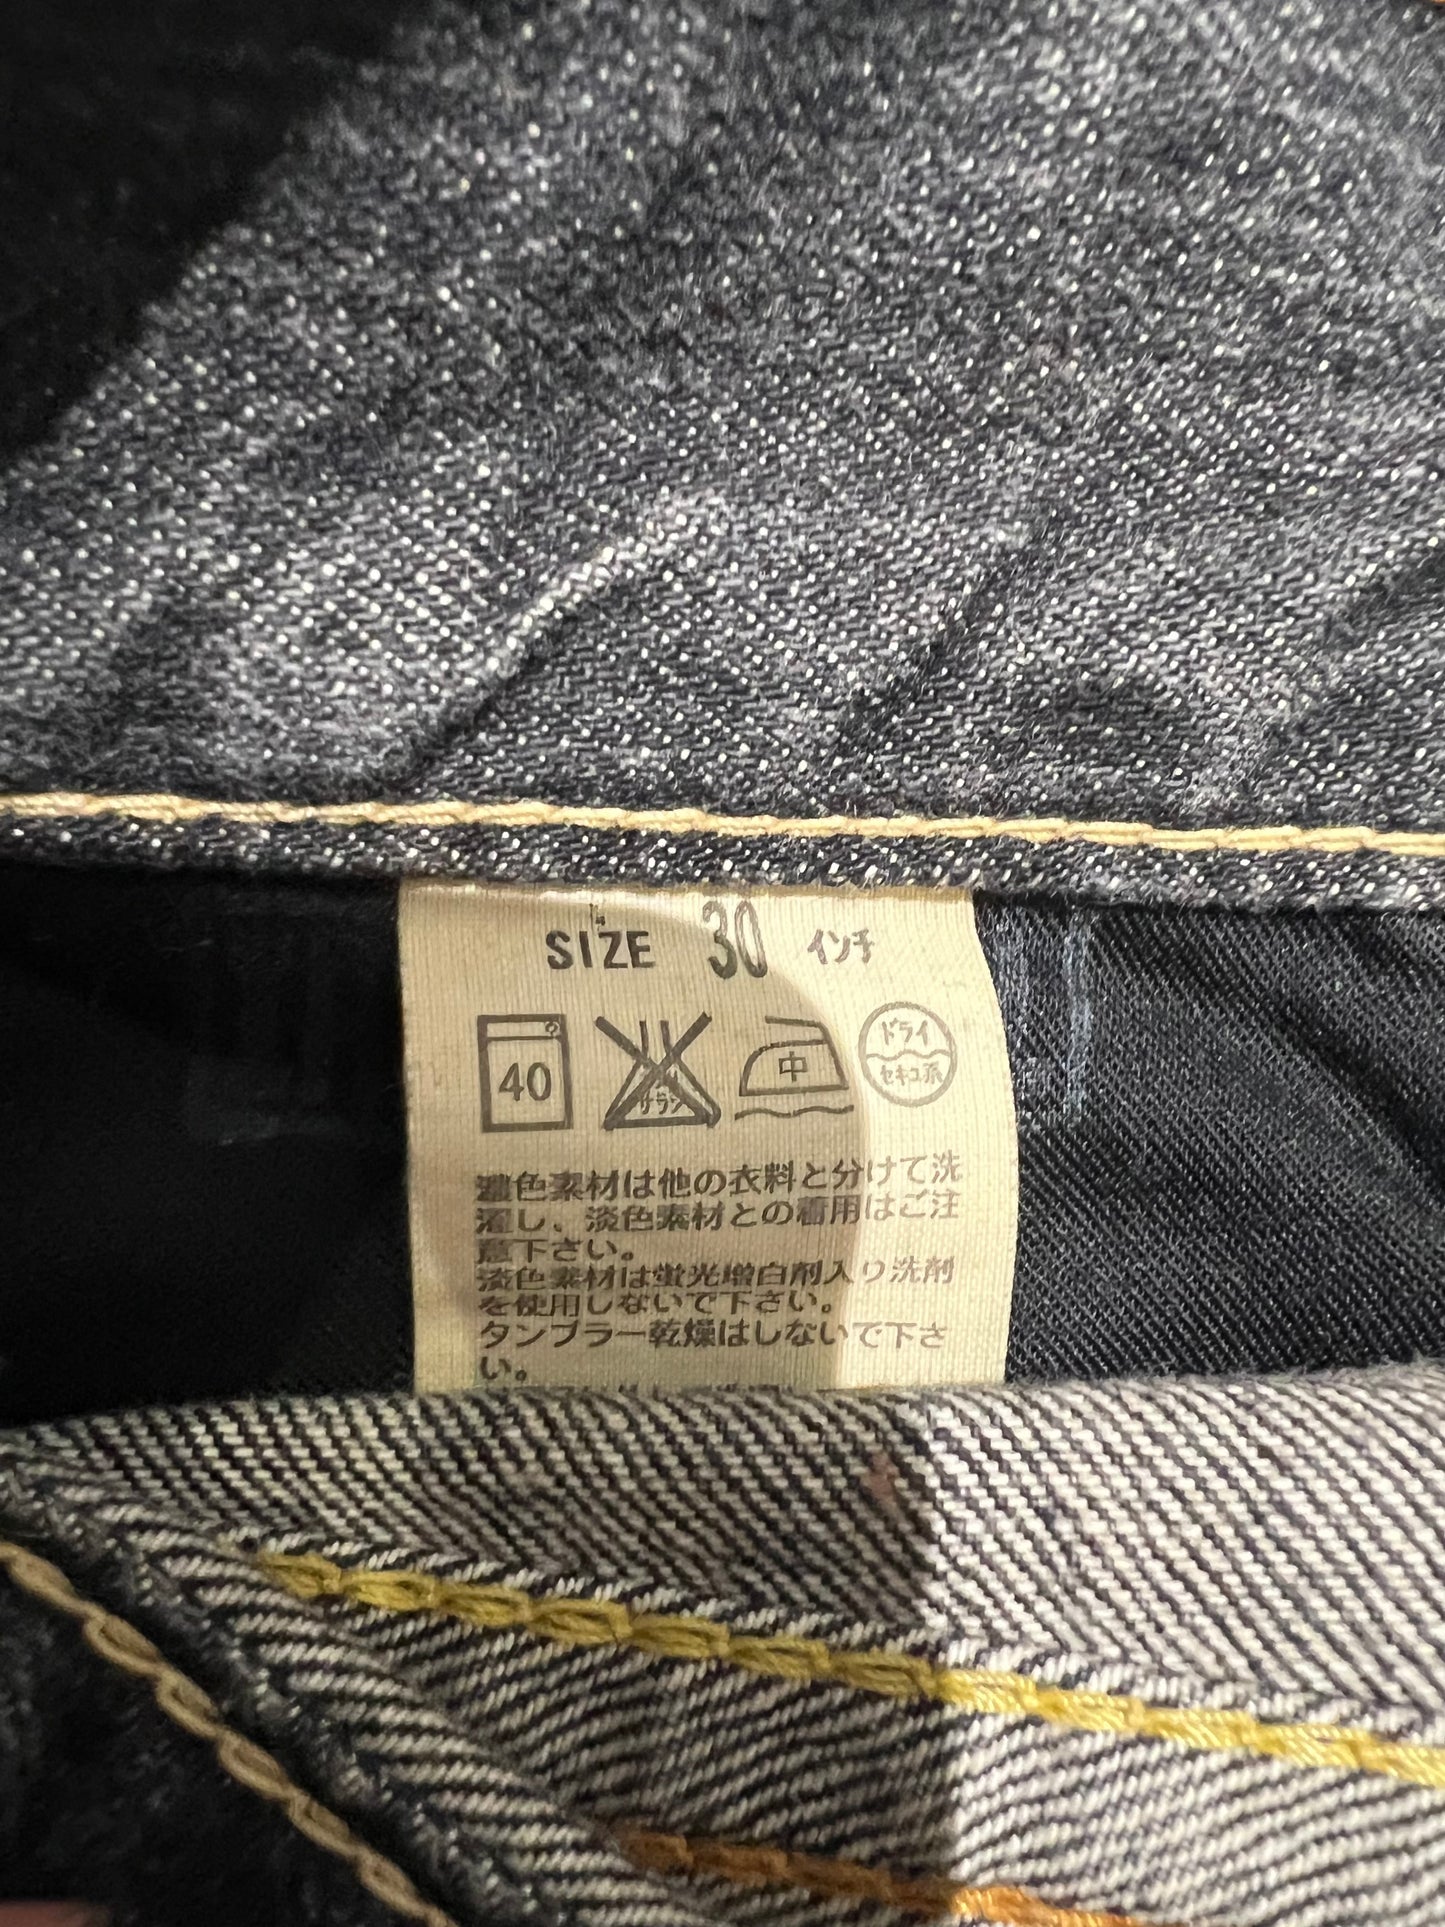 SIZE 30 インチ
40
サラシ
中
ドライ
セキユ系
濃色素材は他の衣料と分けて洗
濯し、淡色素材との着用はご注
意下さい。
淡色素材は蛍光増白剤入り洗剤
を使用しないで下さい。
タンブラー乾燥はしないで下さ
い。